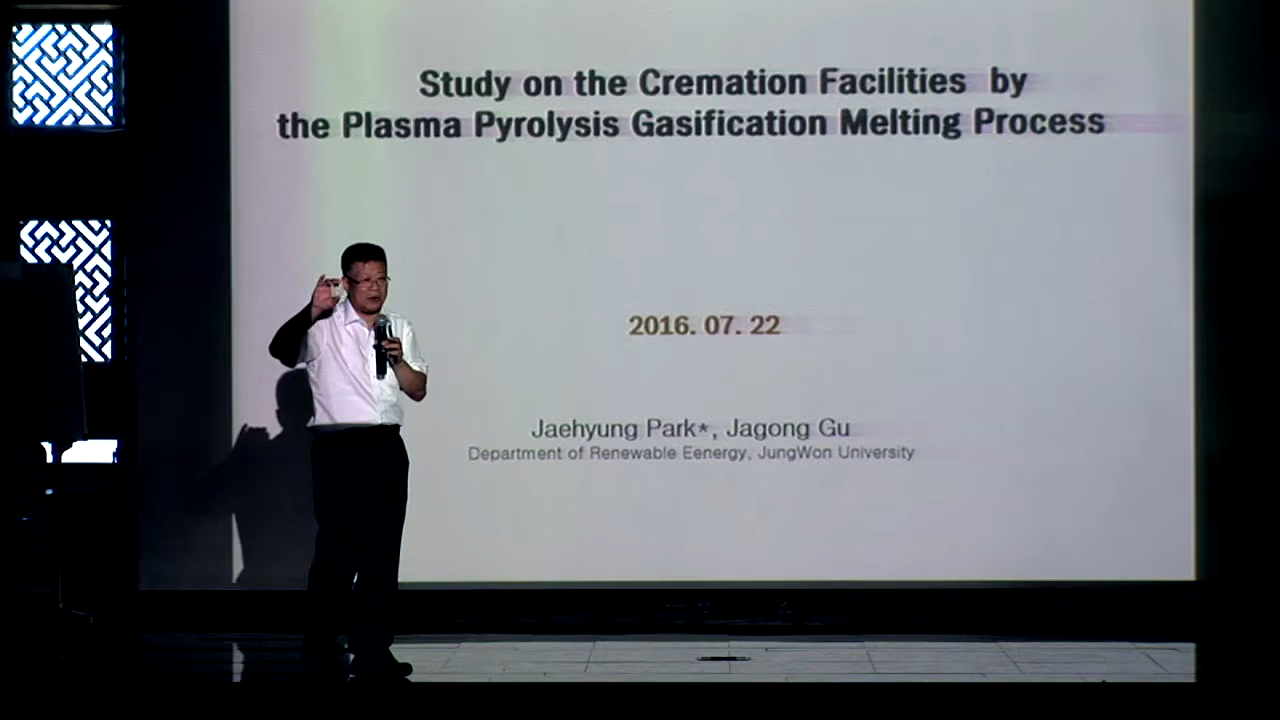 Study on the Cremation Facilities by
the Plasma Pyrolysis Gasification Melting Process
2016. 07. 22
Jaehyung Park*, Jagong Gu
Department of Renewable Eenergy, JungWon University